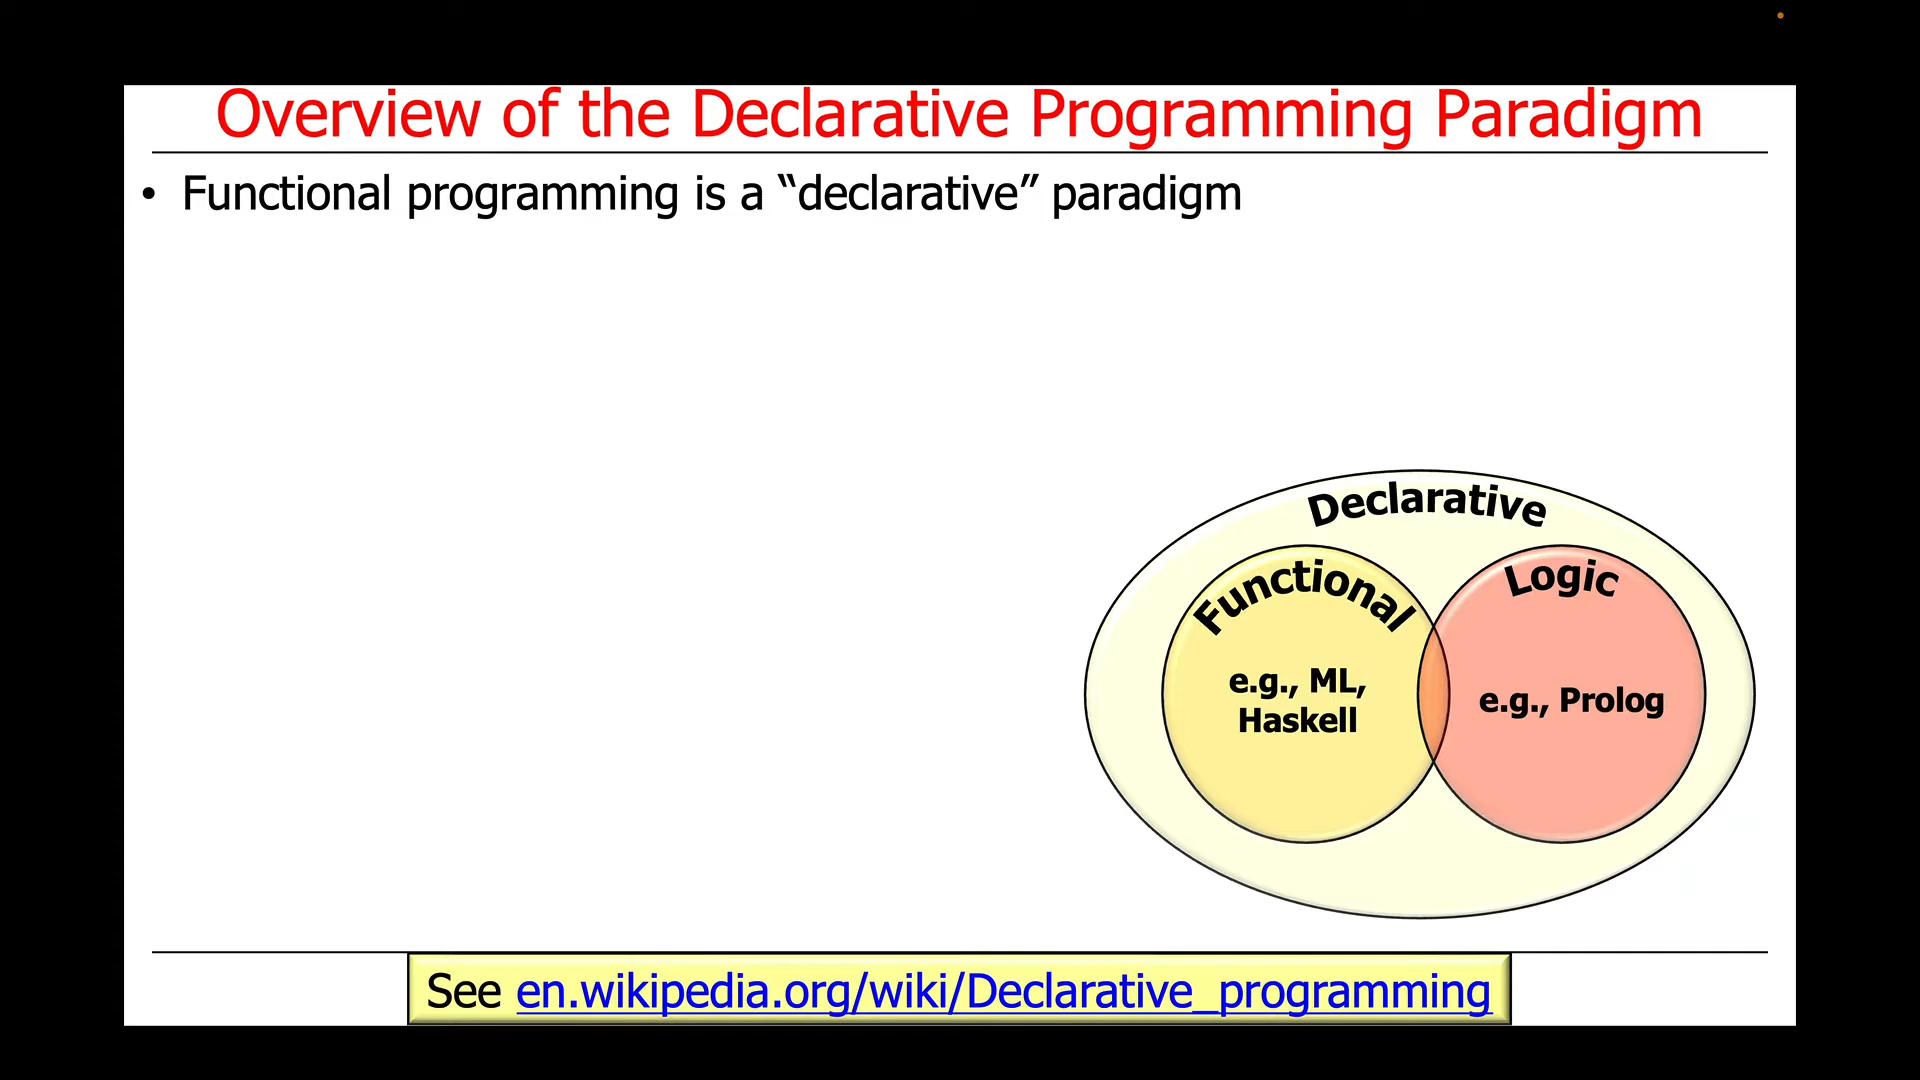 Overview of the Declarative Programming Paradigm
• Functional programming is a “declarative” paradigm
Declarative
Functional
e.g., ML,
Haskell
Logic
e.g., Prolog
See en.wikipedia.org/wiki/Declarative_programming